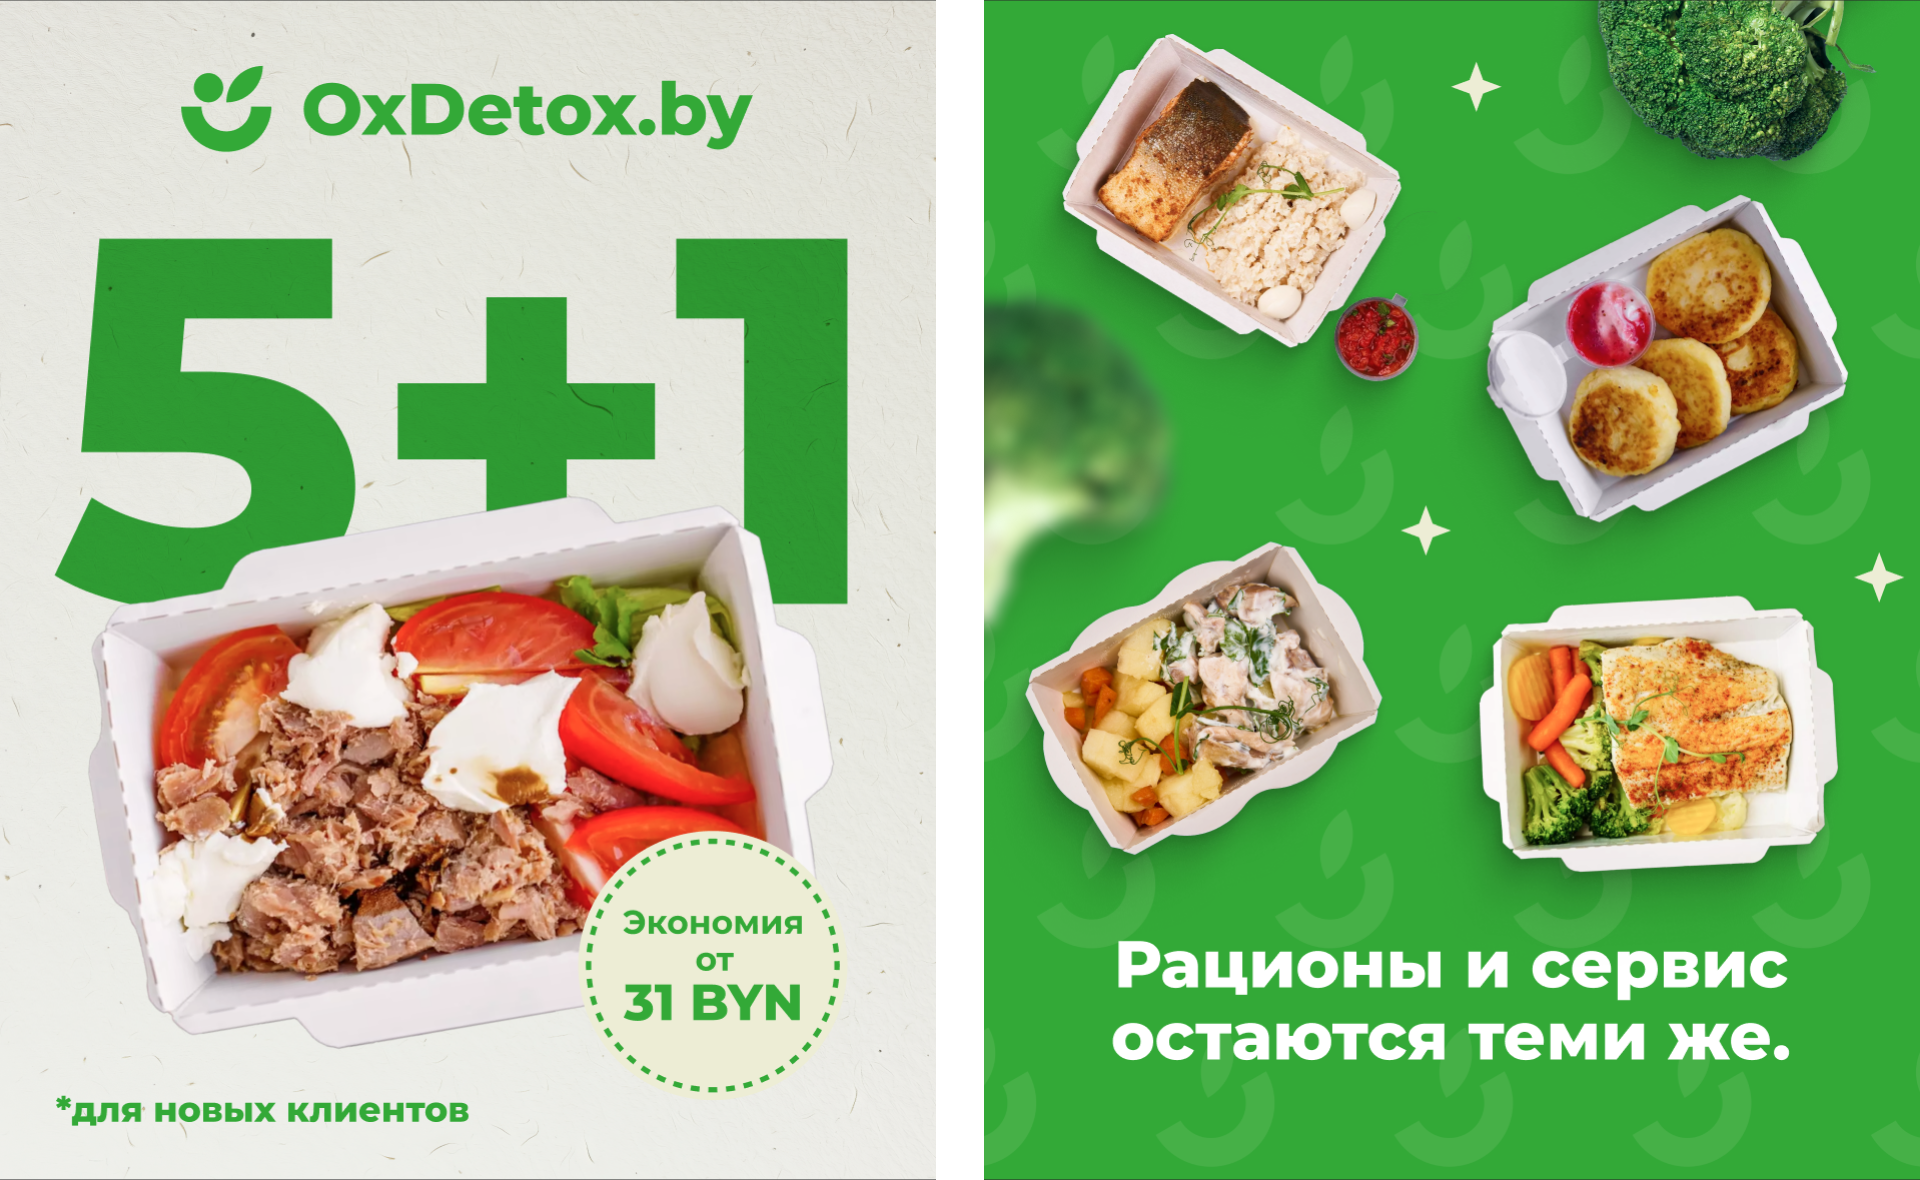 OxDetox.by
5+1
Экономия
от
31 BYN
*для новых клиентов
Рационы и сервис
остаются теми же.